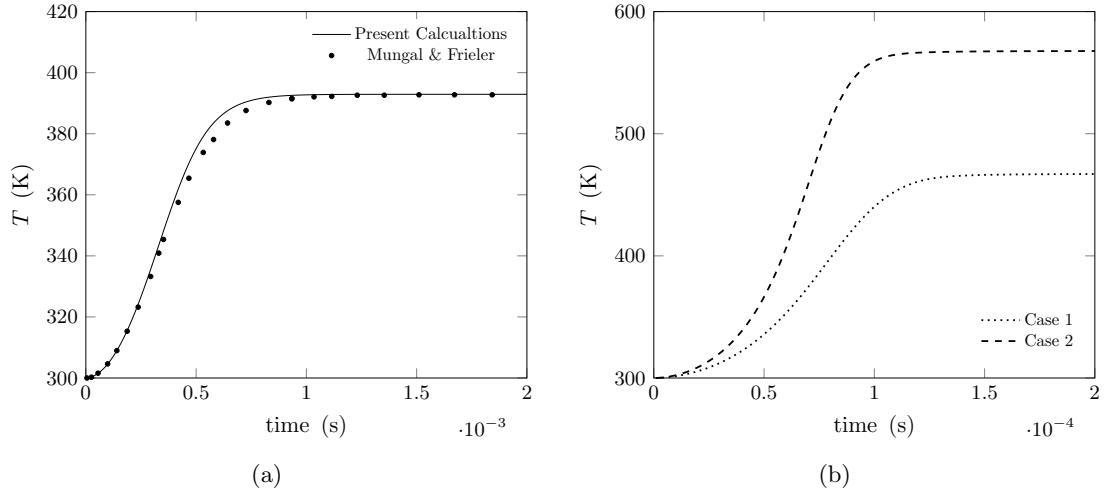 420
400
380
360
340
320
300
T (K)
0
0.5
1
1.5
2
time (s)
·10−3
Present Calcualtions
Mungal & Frieler
(a)
600
500
400
300
T (K)
0
0.5
1
1.5
2
time (s)
·10−4
Case 1
Case 2
(b)